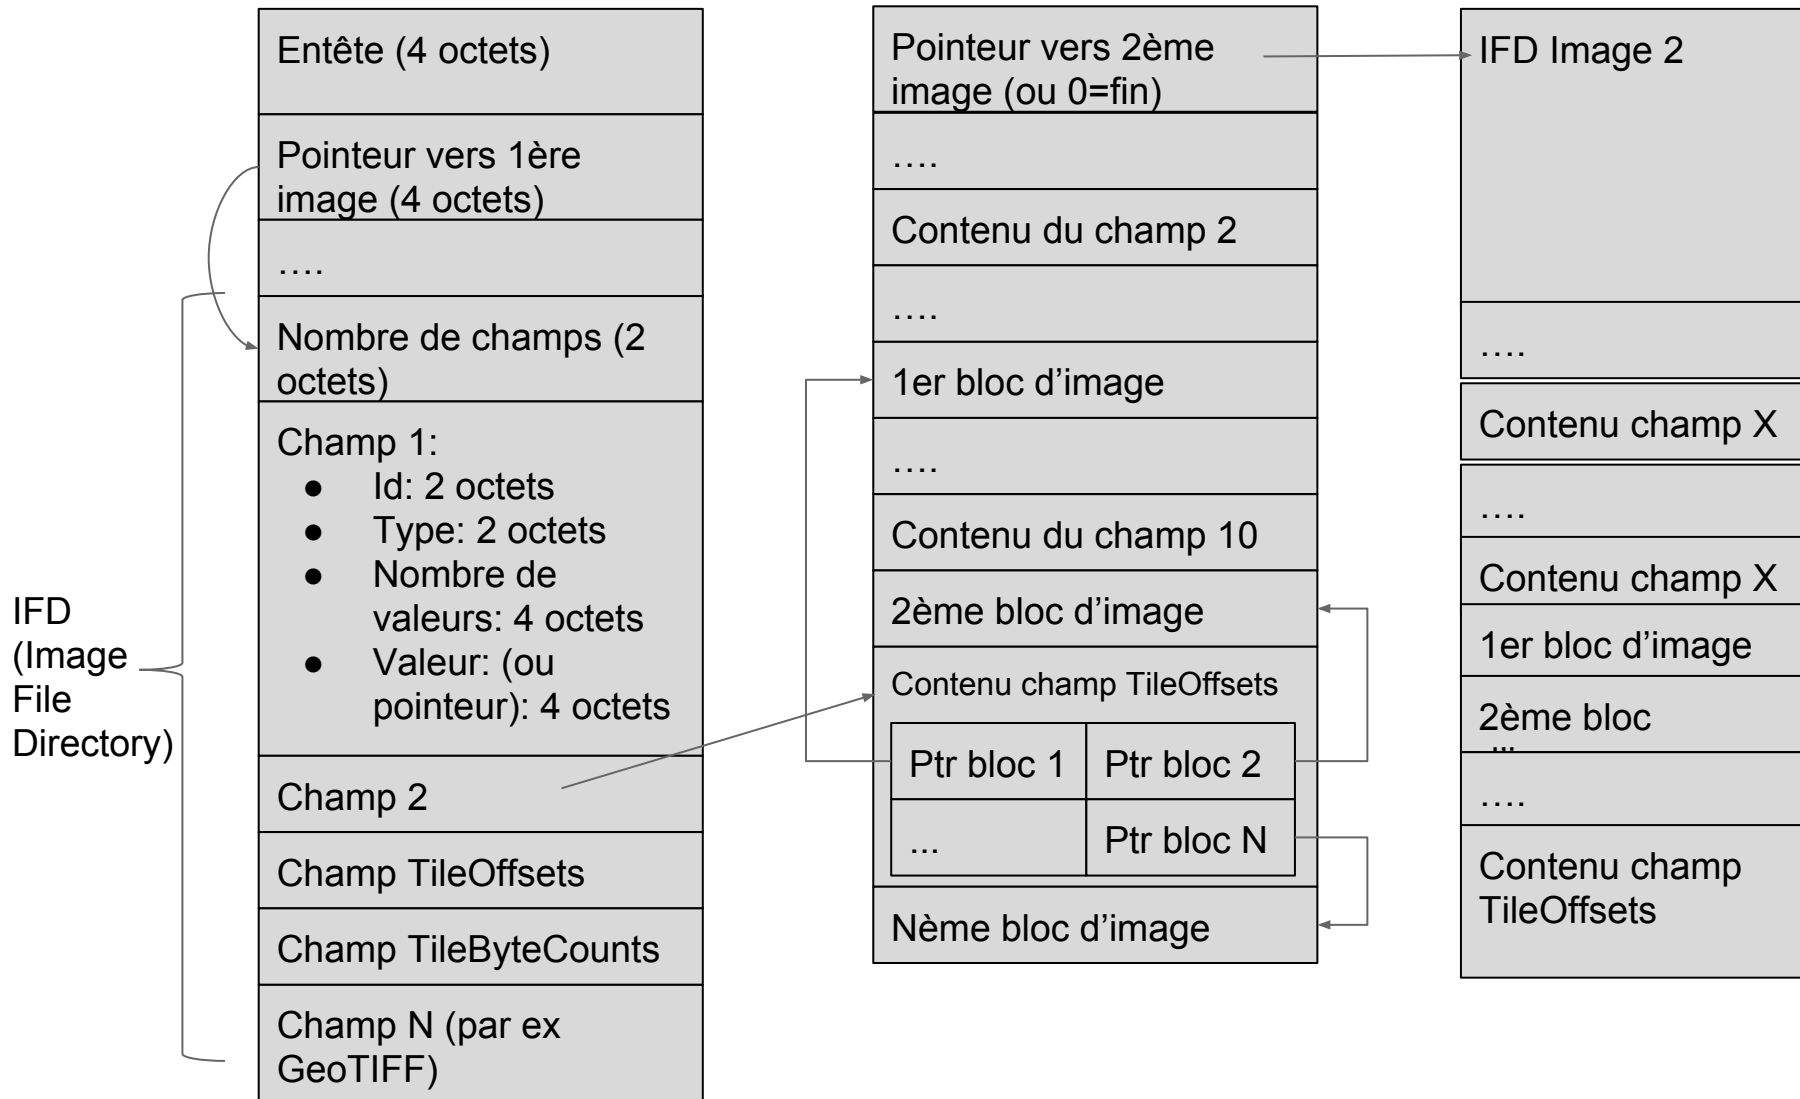 Entête (4 octets)
Pointeur vers 1ère
image (4 octets)
….
Nombre de champs (2
octets)
Champ 1:
● Id: 2 octets
● Type: 2 octets
● Nombre de
valeurs: 4 octets
● Valeur: (ou
pointeur): 4 octets
Champ 2
Champ TileOffsets
Champ TileByteCounts
Champ N (par ex
GeoTIFF)
IFD
(Image
File
Directory)
Pointeur vers 2ème
image (ou 0=fin)
….
Contenu du champ 2
….
1er bloc d’image
….
Contenu du champ 10
2ème bloc d’image
Contenu champ TileOffsets
Ptr bloc 1
Ptr bloc 2
...
Ptr bloc N
Nème bloc d’image
IFD Image 2
….
Contenu champ X
….
Contenu champ X
1er bloc d’image
2ème bloc
...
….
Contenu champ
TileOffsets